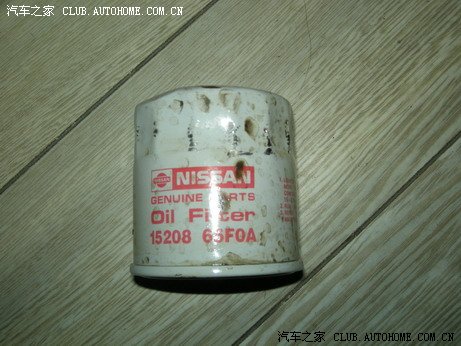 汽车之家 CLUB.AUTOHOME.COM.CN
NISSAN
GENUINE PARTS
Oil Filter
15208 65F0A
汽车之家 CLUB.AUTOHOME.COM.CN